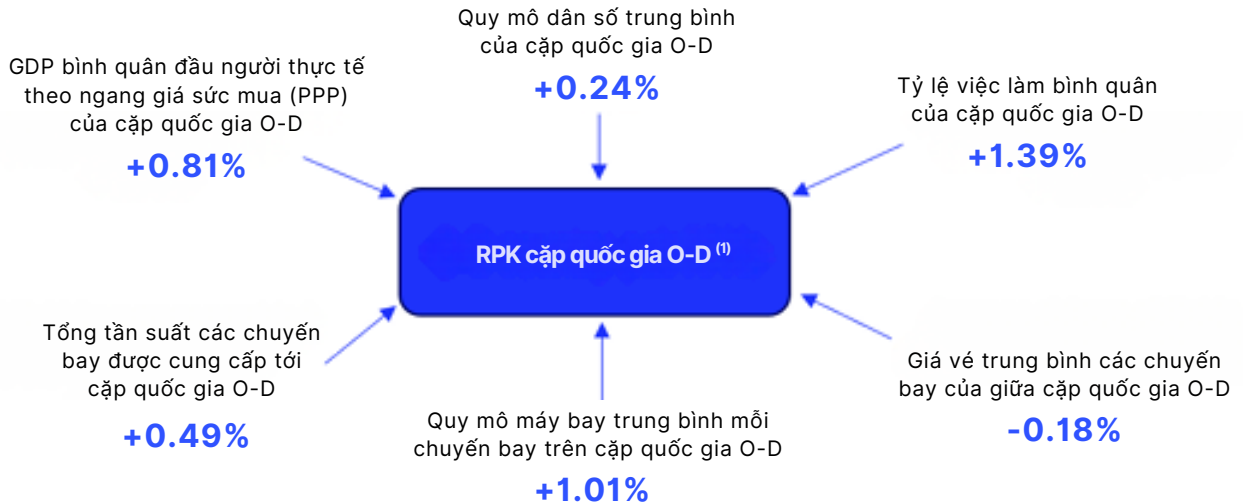 Quy mô dân số trung bình
của cặp quốc gia O-D
+0.24%
GDP bình quân đầu người thực tế
theo ngang giá sức mua (PPP)
của cặp quốc gia O-D
+0.81%
Tỷ lệ việc làm bình quân
của cặp quốc gia O-D
+1.39%
RPK cặp quốc gia O-D (1)
Tổng tần suất các chuyến
bay được cung cấp tới
cặp quốc gia O-D
+0.49%
Quy mô máy bay trung bình mỗi
chuyến bay trên cặp quốc gia O-D
+1.01%
Giá vé trung bình các chuyến
bay của giữa cặp quốc gia O-D
-0.18%